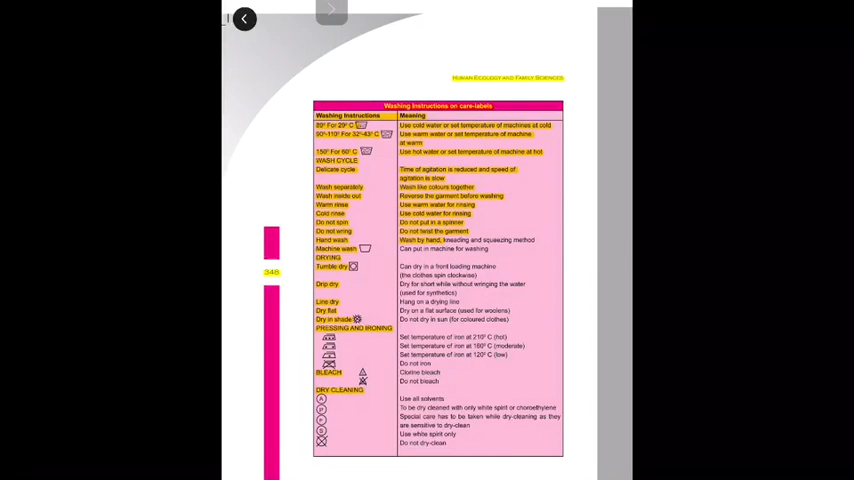 HUMAN ECOLOGY AND FAMILY SCIENCES
Washing Instructions on care-labels
Washing Instructions Meaning
80⁰ For 29⁰ C Use cold water or set temperature of machines at cold
90⁰-110⁰ For 32⁰-43⁰ C Use warm water or set temperature of machine
at warm
150⁰ For 60⁰ C Use hot water or set temperature of machine at hot
WASH CYCLE
Delicate cycle Time of agitation is reduced and speed of
agitation is slow
Wash separately Wash like colours together
Wash inside out Reverse the garment before washing
Warm rinse Use warm water for rinsing
Cold rinse Use cold water for rinsing
Do not spin Do not put in a spinner
Do not wring Do not twist the garment
Hand wash Wash by hand, kneading and squeezing method
Machine wash Can put in machine for washing
DRYING
Tumble dry Can dry in a front loading machine
(the clothes spin clockwise)
Drip dry Dry for short while without wringing the water
(used for synthetics)
Line dry Hang on a drying line
Dry flat Dry on a flat surface (used for woolens)
Dry in shade Do not dry in sun (for coloured clothes)
348
PRESSING AND IRONING
Set temperature of iron at 210⁰ C (hot)
Set temperature of iron at 160⁰ C (moderate)
Set temperature of iron at 120⁰ C (low)
Do not iron
BLEACH Clorine bleach
Do not bleach
DRY CLEANING
A Use all solvents
P To be dry cleaned with only white spirit or choroethylene
F Special care has to be taken while dry-cleaning as they
are sensitive to dry-clean
S Use white spirit only
Do not dry-clean